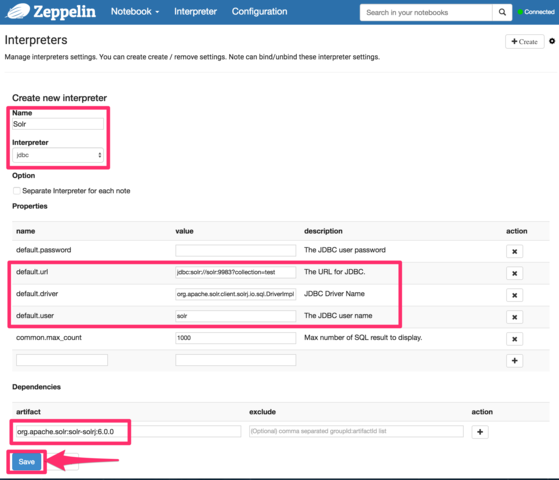 Zeppelin Notebook Interpreter Configuration Search in your notebooks Connected
Interpreters
+ Create
Manage interpreters settings. You can create create / remove settings. Note can bind/unbind these interpreter settings.
Create new interpreter
Name
Solr
Interpreter
jdbc
Option
Separate Interpreter for each note
Properties
name value description action
default.password The JDBC user password
default.url jdbc:solr://solr:9983?collection=test The URL for JDBC.
default.driver org.apache.solr.client.solrj.io.sql.DriverImpl JDBC Driver Name
default.user solr The JDBC user name
common.max_count 1000 Max number of SQL result to display.
Dependencies
artifact exclude action
org.apache.solr:solr-solrj:6.0.0 (Optional) comma separated groupId:artifactId list
Save